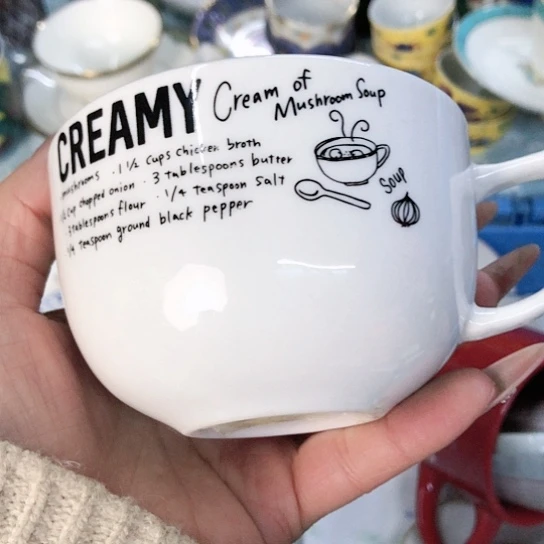 CREAMY
Cream of
Mushroom Soup
mushrooms · 1 ½ cups chicken broth
cup chopped onion · 3 tablespoons butter
tablespoons flour · 1/4 Teaspoon Salt
Teaspoon ground black pepper
Soup